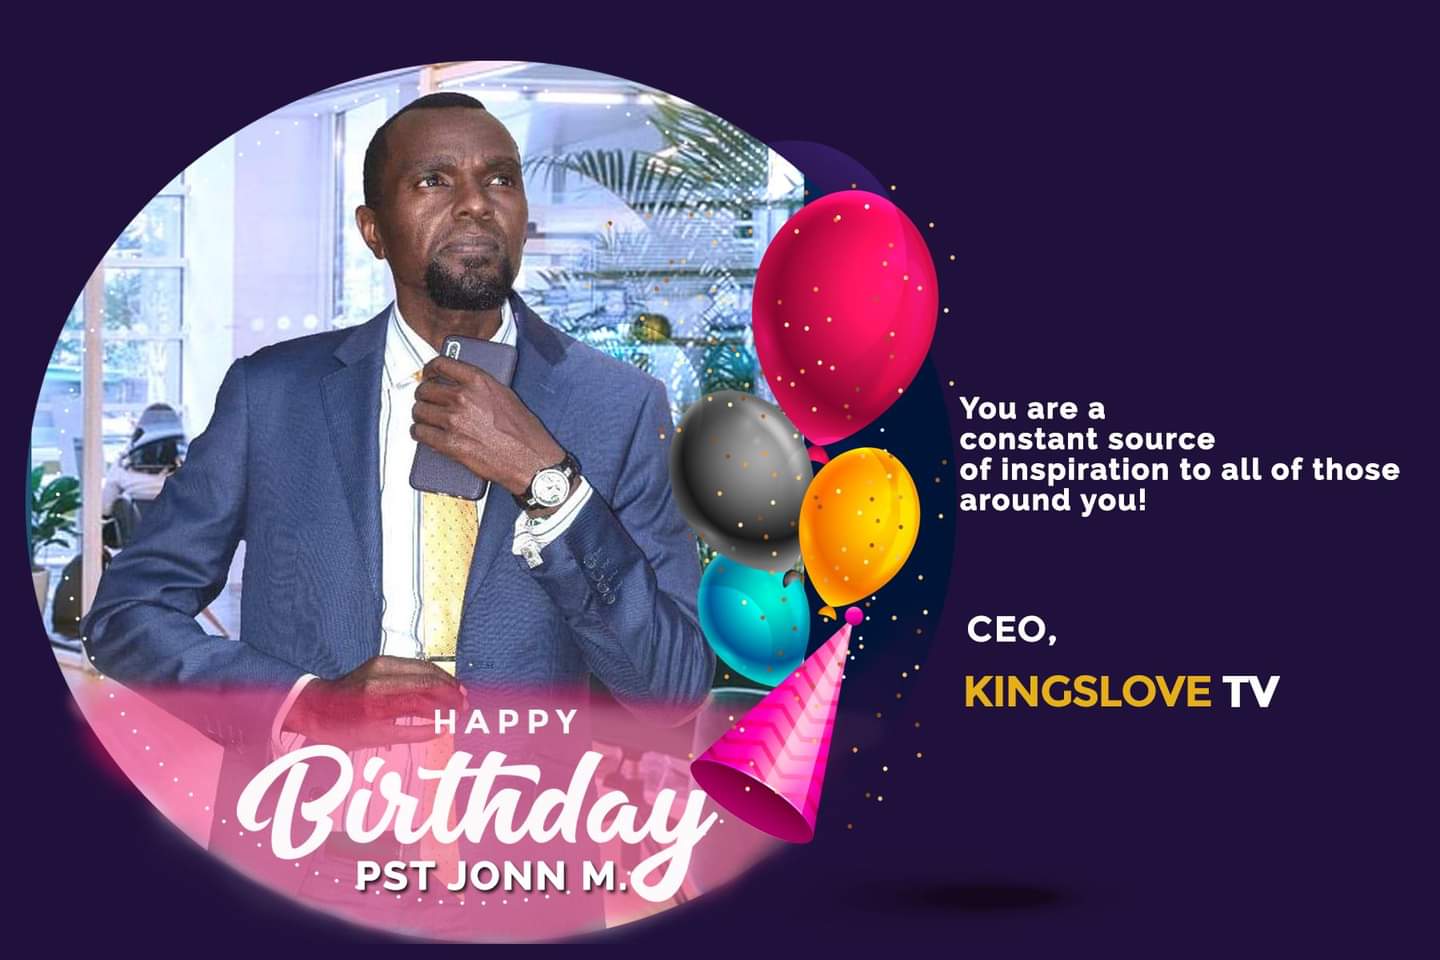 HAPPY
Birthday
PST JONN M.
You are a
constant source
of inspiration to all of those
around you!
CEO,
KINGSLOVE TV